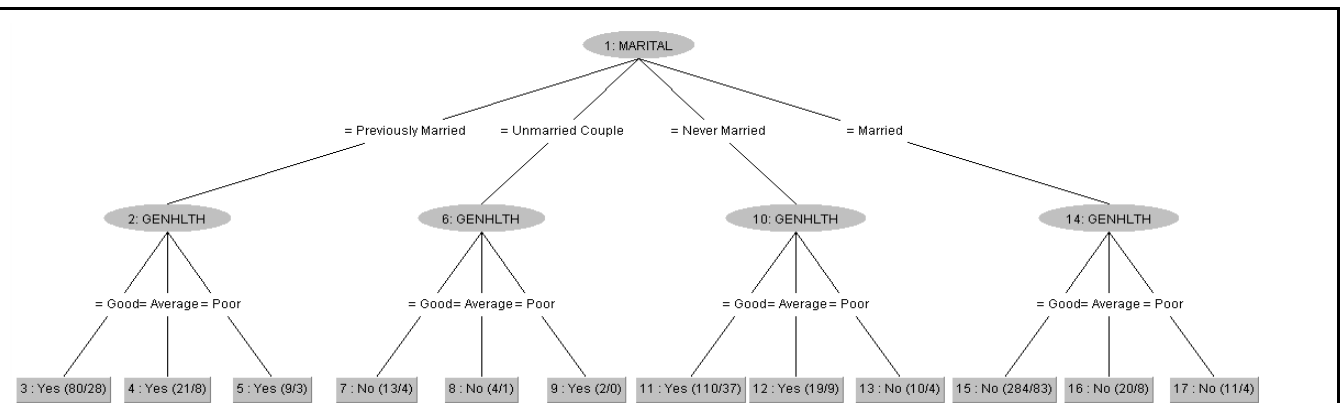 1: MARITAL
= Previously Married = Unmarried Couple = Never Married = Married
2: GENHLTH 6: GENHLTH 10: GENHLTH 14: GENHLTH
= Good = Average = Poor = Good = Average = Poor = Good = Average = Poor = Good = Average = Poor
3 : Yes (80/28) 4 : Yes (21/8) 5 : Yes (9/3) 7 : No (13/4) 8 : No (4/1) 9 : Yes (2/0) 11 : Yes (110/37) 12 : Yes (19/9) 13 : No (10/4) 15 : No (284/83) 16 : No (20/8) 17 : No (11/4)